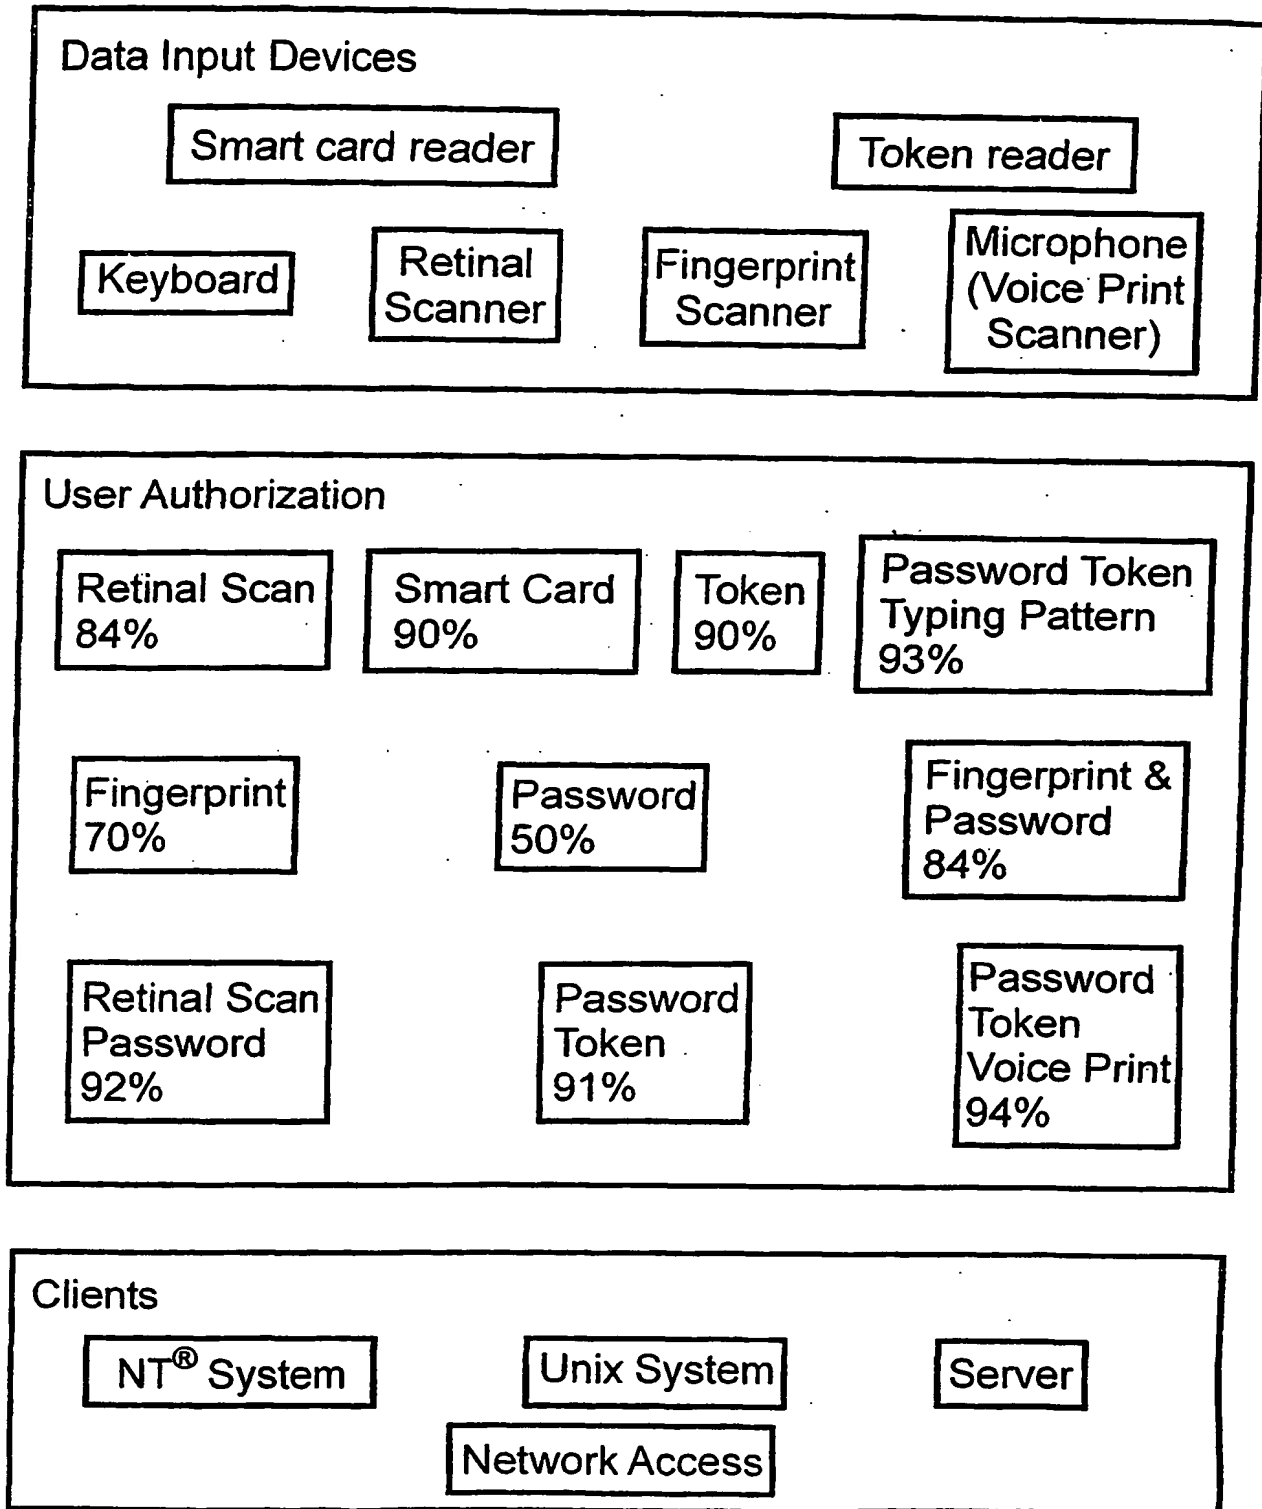 Data Input Devices
Smart card reader
Token reader
Keyboard
Retinal
Scanner
Fingerprint
Scanner
Microphone
(Voice Print
Scanner)
User Authorization
Retinal Scan
84%
Smart Card
90%
Token
90%
Password Token
Typing Pattern
93%
Fingerprint
70%
Password
50%
Fingerprint &
Password
84%
Retinal Scan
Password
92%
Password
Token
91%
Password
Token
Voice Print
94%
Clients
NT® System
Unix System
Server
Network Access